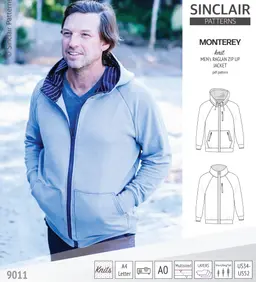 © Sinclair Patterns
SINCLAIR
PATTERNS
MONTEREY
knit
MEN'S RAGLAN ZIP UP
JACKET
pdf pattern
9011
Knits
A4
Letter
A0
LAYERS
US34-
US52